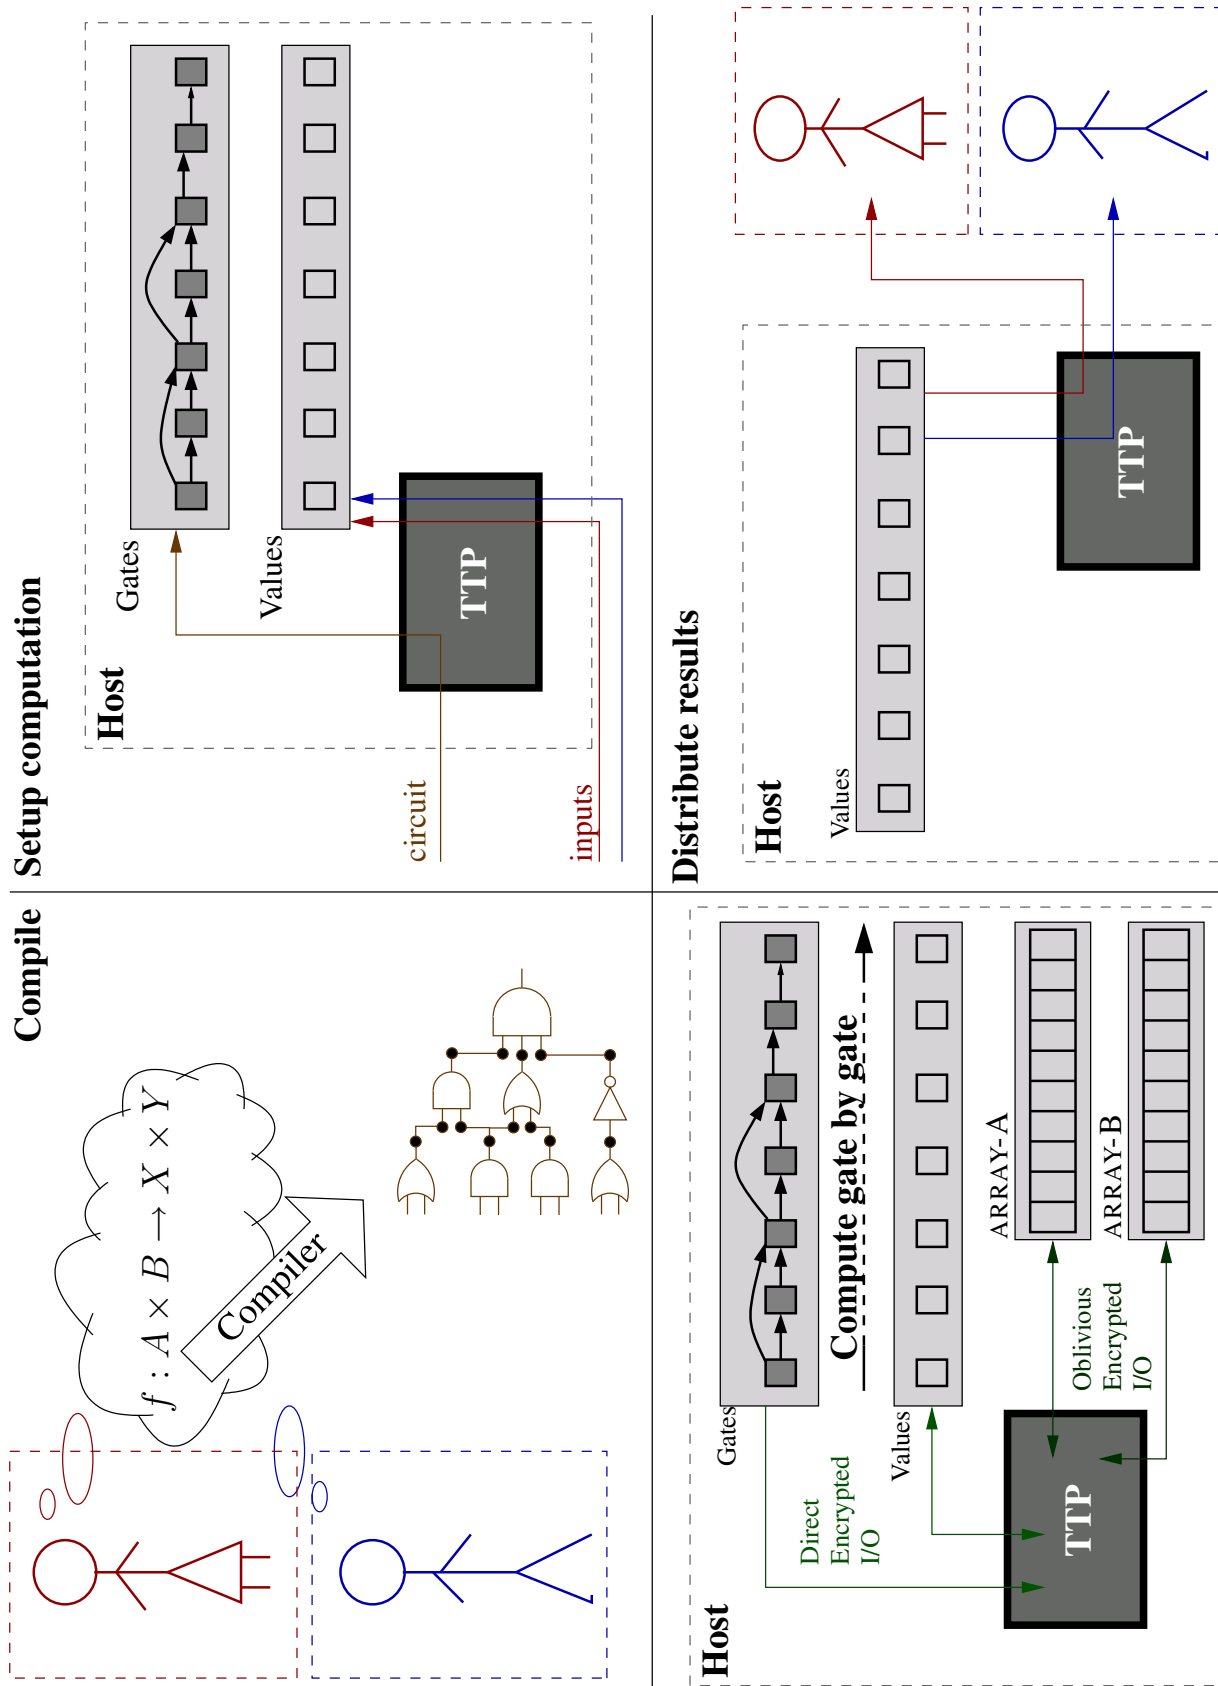 Compile
f : A × B → X × Y
Compiler
Setup computation
Host
Gates
Values
TTP
circuit
inputs
Host
Gates
Compute gate by gate
Values
Direct
Encrypted
I/O
TTP
Oblivious
Encrypted
I/O
ARRAY-A
ARRAY-B
Distribute results
Host
Values
TTP